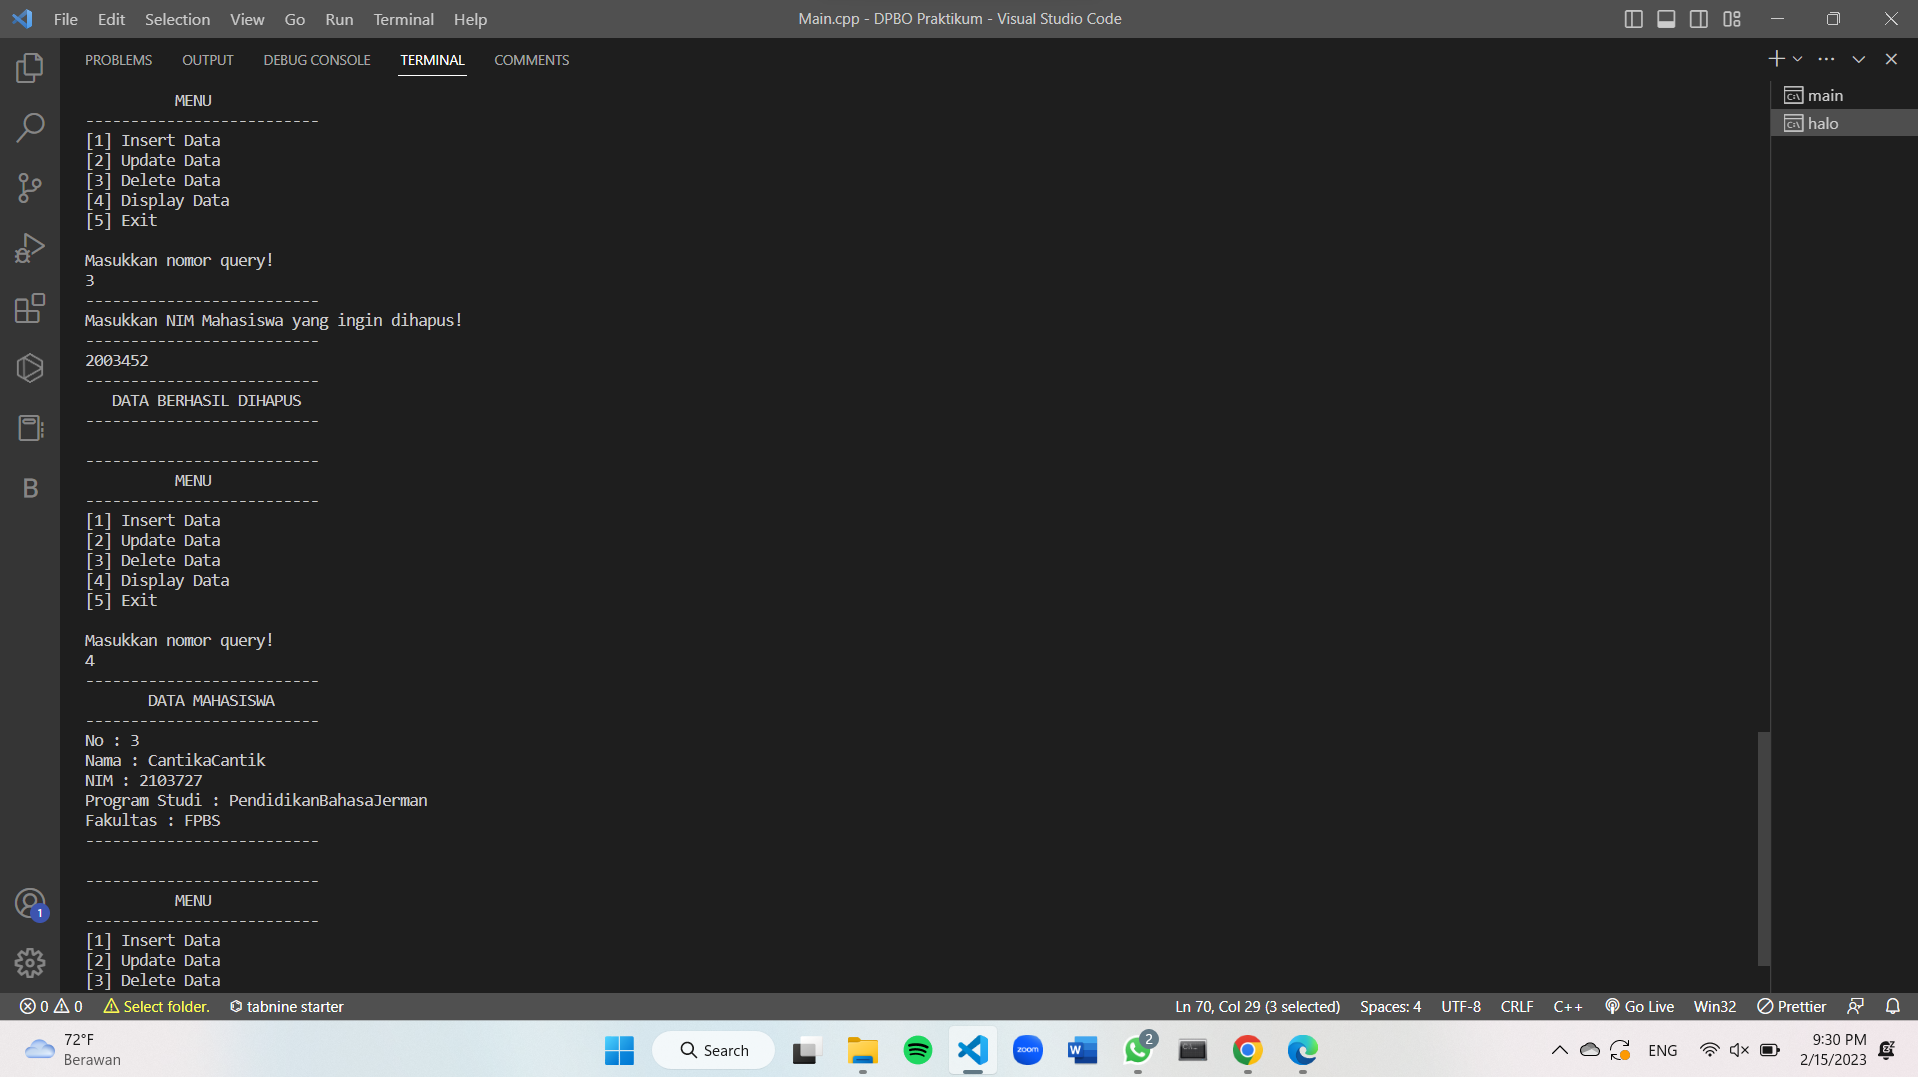 File Edit Selection View Go Run Terminal Help
Main.cpp - DPBO Praktikum - Visual Studio Code
PROBLEMS OUTPUT DEBUG CONSOLE TERMINAL COMMENTS
main
halo
MENU
--------------------------
[1] Insert Data
[2] Update Data
[3] Delete Data
[4] Display Data
[5] Exit
Masukkan nomor query!
3
--------------------------
Masukkan NIM Mahasiswa yang ingin dihapus!
--------------------------
2003452
--------------------------
DATA BERHASIL DIHAPUS
--------------------------
--------------------------
MENU
--------------------------
[1] Insert Data
[2] Update Data
[3] Delete Data
[4] Display Data
[5] Exit
Masukkan nomor query!
4
--------------------------
DATA MAHASISWA
--------------------------
No : 3
Nama : CantikaCantik
NIM : 2103727
Program Studi : PendidikanBahasaJerman
Fakultas : FPBS
--------------------------
--------------------------
MENU
--------------------------
[1] Insert Data
[2] Update Data
[3] Delete Data
B
1
0 0 Select folder. tabnine starter Ln 70, Col 29 (3 selected) Spaces: 4 UTF-8 CRLF C++ Go Live Win32 Prettier
72°F
Berawan
Search
zoom
W
2
ENG
9:30 PM
2/15/2023